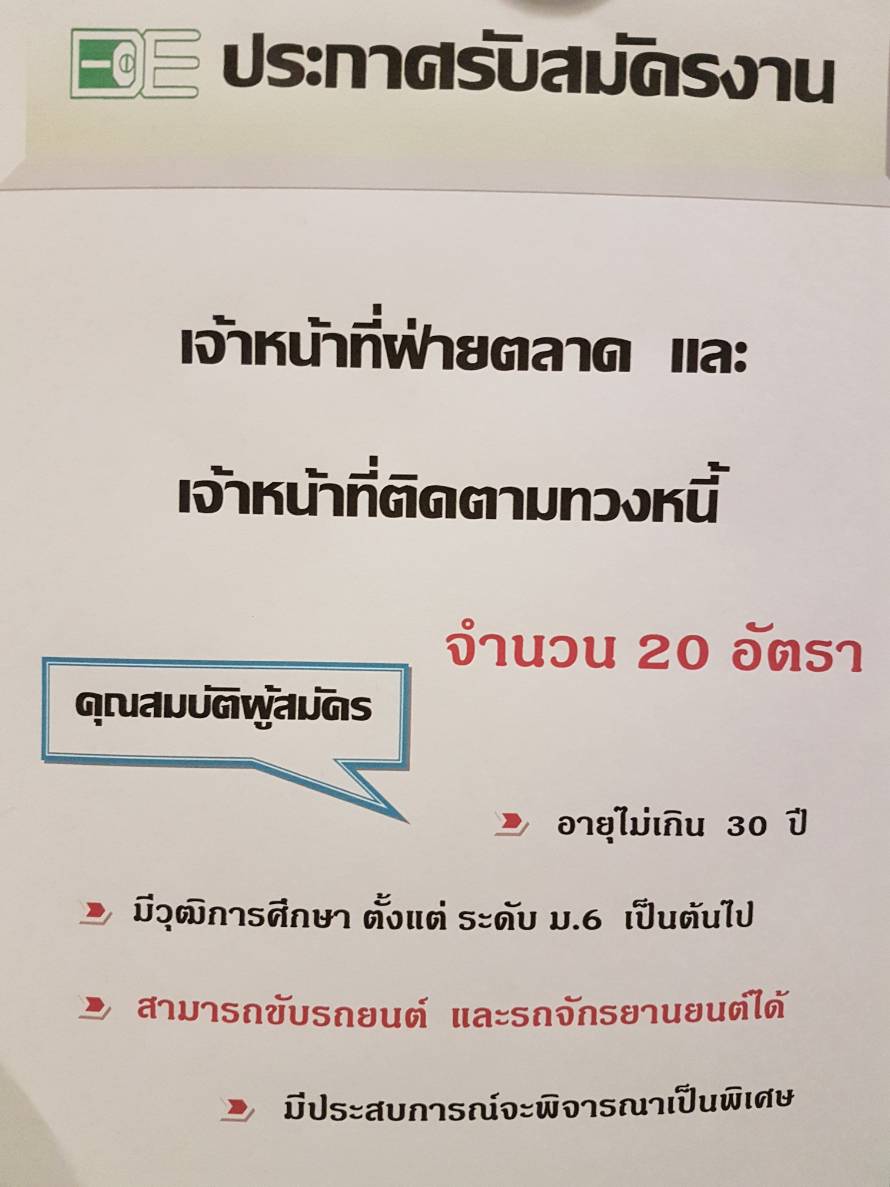 DE ประกาศรับสมัครงาน
เจ้าหน้าที่ฝ่ายตลาด และ
เจ้าหน้าที่ติดตามทวงหนี้
จำนวน 20 อัตรา
คุณสมบัติผู้สมัคร
อายุไม่เกิน 30 ปี
มีวุฒิการศึกษา ตั้งแต่ ระดับ ม.6 เป็นต้นไป
สามารถขับรถยนต์ และรถจักรยานยนต์ได้
มีประสบการณ์จะพิจารณาเป็นพิเศษ